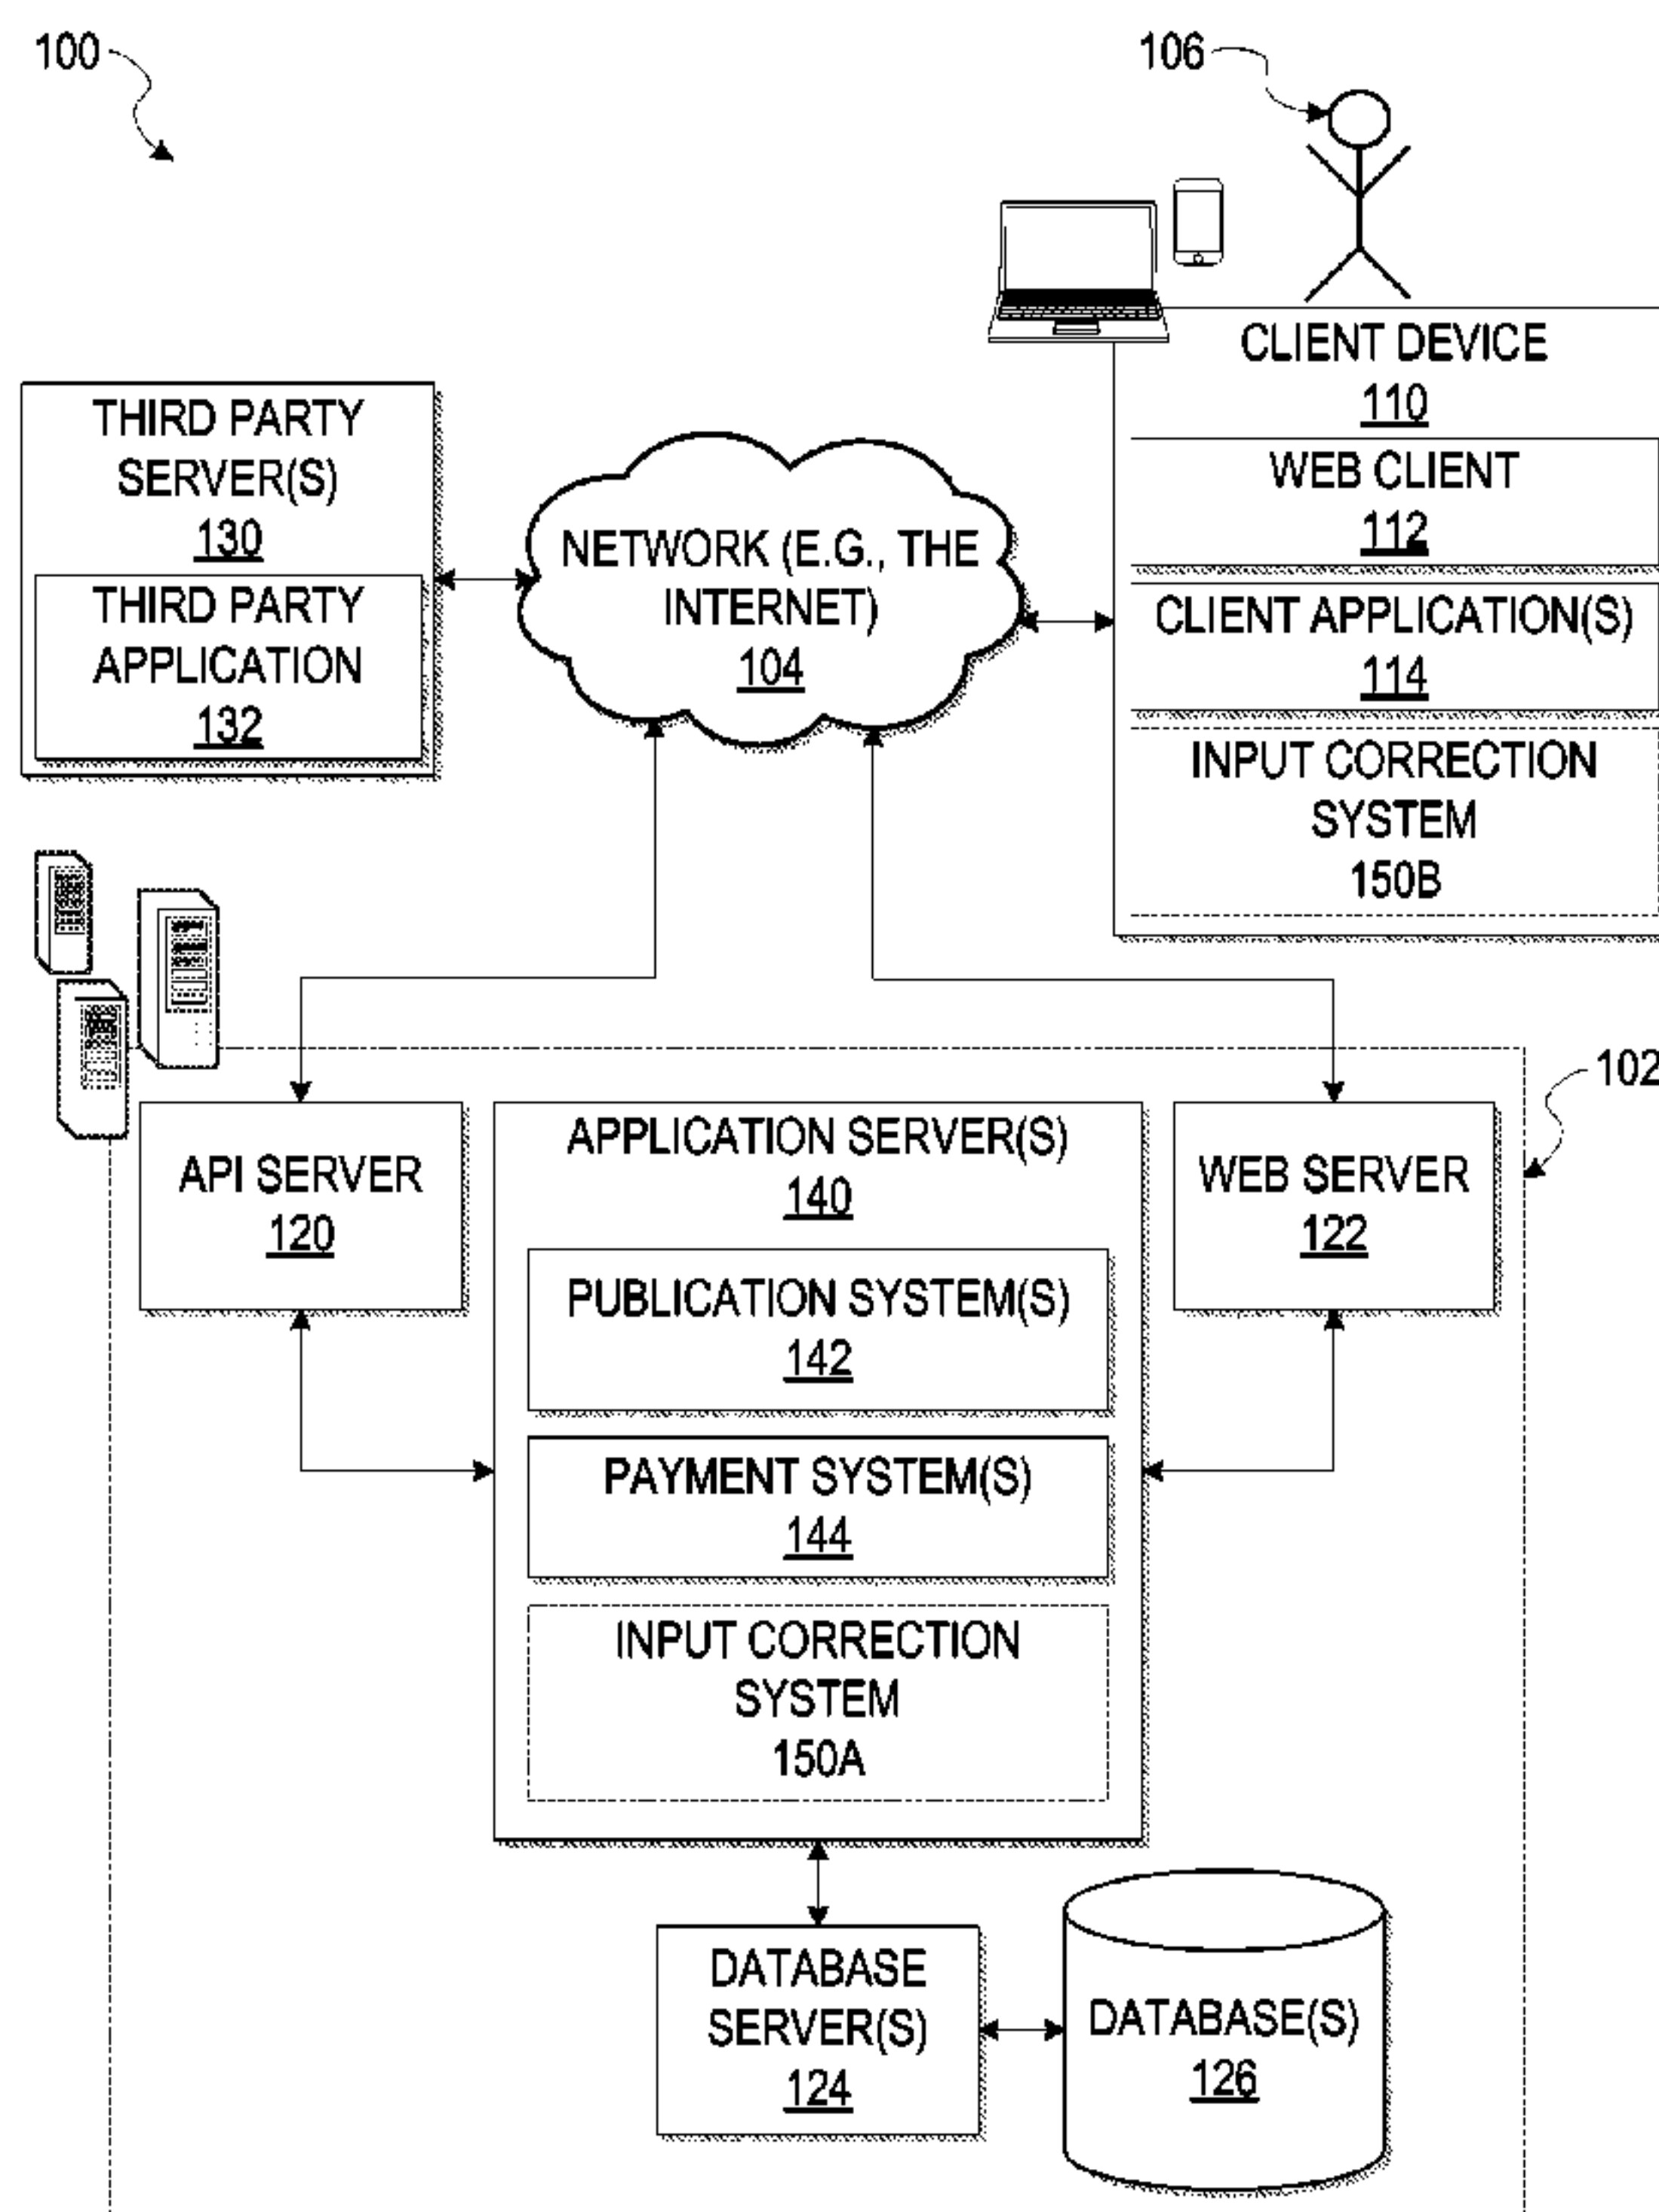 100
106
CLIENT DEVICE
110
WEB CLIENT
112
CLIENT APPLICATION(S)
114
INPUT CORRECTION
SYSTEM
150B
THIRD PARTY
SERVER(S)
130
THIRD PARTY
APPLICATION
132
NETWORK (E.G., THE
INTERNET)
104
102
API SERVER
120
APPLICATION SERVER(S)
140
PUBLICATION SYSTEM(S)
142
PAYMENT SYSTEM(S)
144
INPUT CORRECTION
SYSTEM
150A
WEB SERVER
122
DATABASE
SERVER(S)
124
DATABASE(S)
126